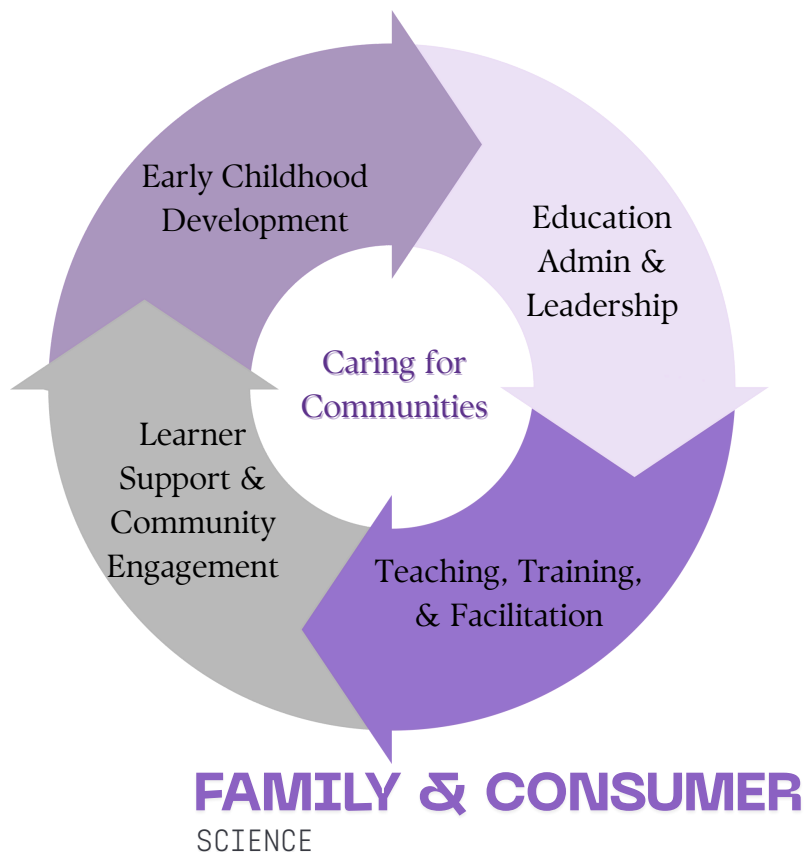 Early Childhood
Development
Education
Admin &
Leadership
Caring for
Communities
Learner
Support &
Community
Engagement
Teaching, Training,
& Facilitation
FAMILY & CONSUMER
SCIENCE